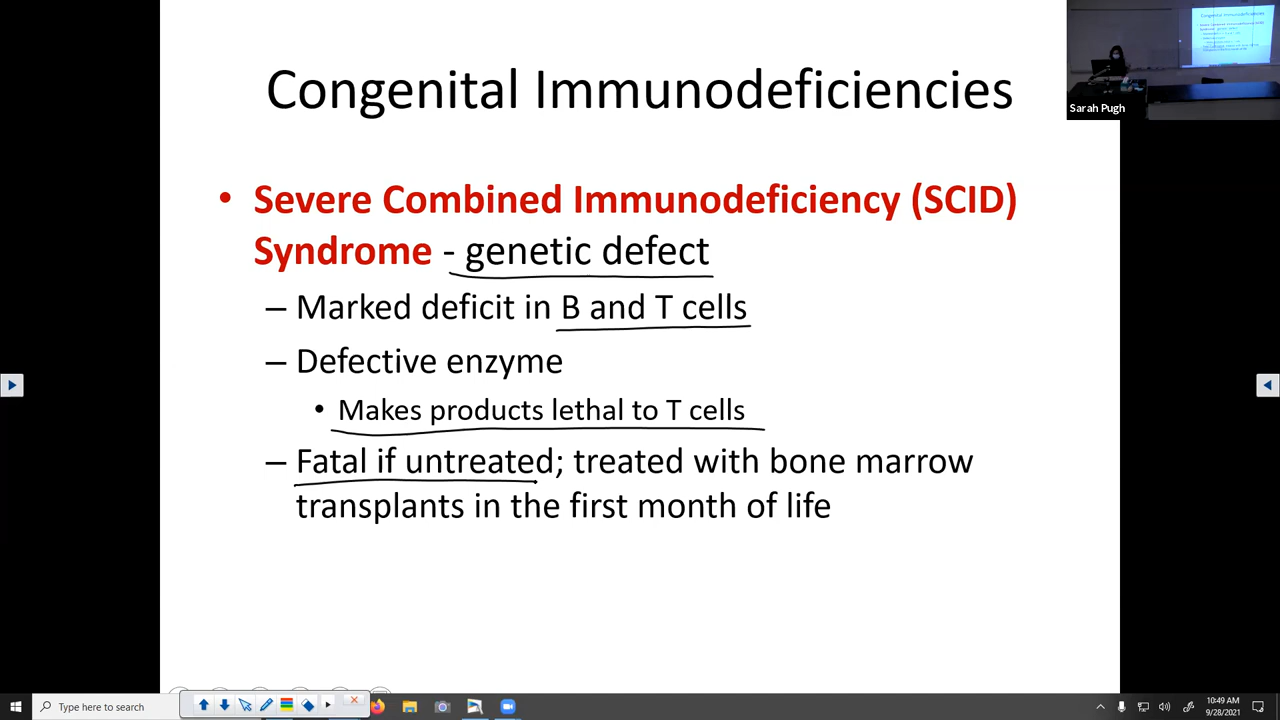 Congenital Immunodeficiencies
• Severe Combined Immunodeficiency (SCID)
Syndrome - genetic defect
– Marked deficit in B and T cells
– Defective enzyme
• Makes products lethal to T cells
– Fatal if untreated; treated with bone marrow
transplants in the first month of life
Congenital Immunodeficiencies
Sarah Pugh
Type here to search
10:49 AM
9/28/2021